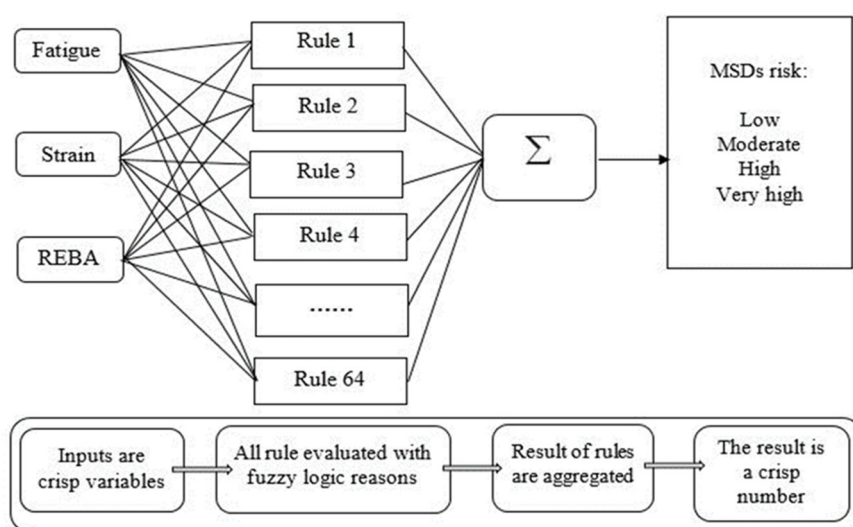 Fatigue
Strain
REBA
Rule 1
Rule 2
Rule 3
Rule 4
......
Rule 64
Σ
MSDs risk:
Low
Moderate
High
Very high
Inputs are
crisp variables
All rule evaluated with
fuzzy logic reasons
Result of rules
are aggregated
The result is
a crisp
number